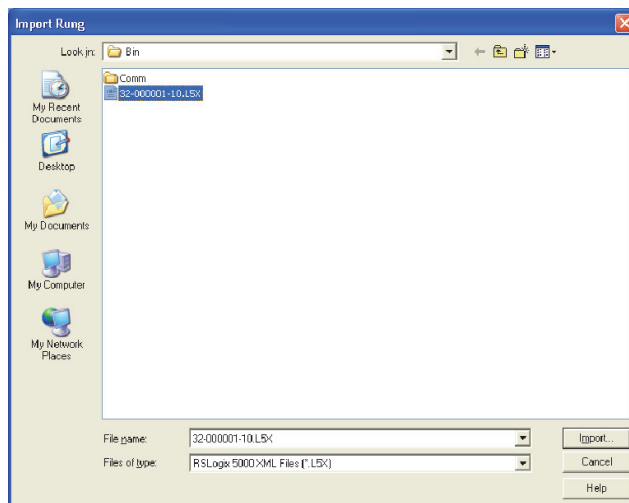 Import Rung
Look in:
Bin
Comm
32-000001-10.L5X
My Recent
Documents
Desktop
My Documents
My Computer
My Network
Places
File name:
32-000001-10.L5X
Import...
Files of type:
RSLogix 5000 XML Files (*.L5X)
Cancel
Help